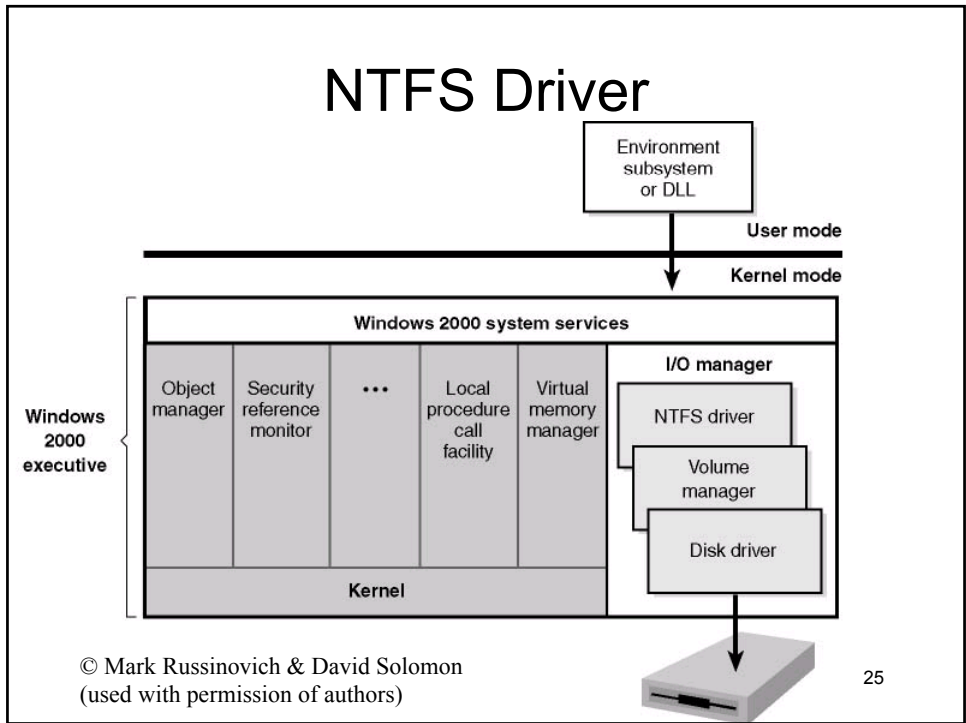 NTFS Driver
Environment
subsystem
or DLL
User mode
Kernel mode
Windows 2000 system services
Windows
2000
executive
Object
manager
Security
reference
monitor
•••
Local
procedure
call
facility
Virtual
memory
manager
Kernel
I/O manager
NTFS driver
Volume
manager
Disk driver
© Mark Russinovich & David Solomon
(used with permission of authors)
25